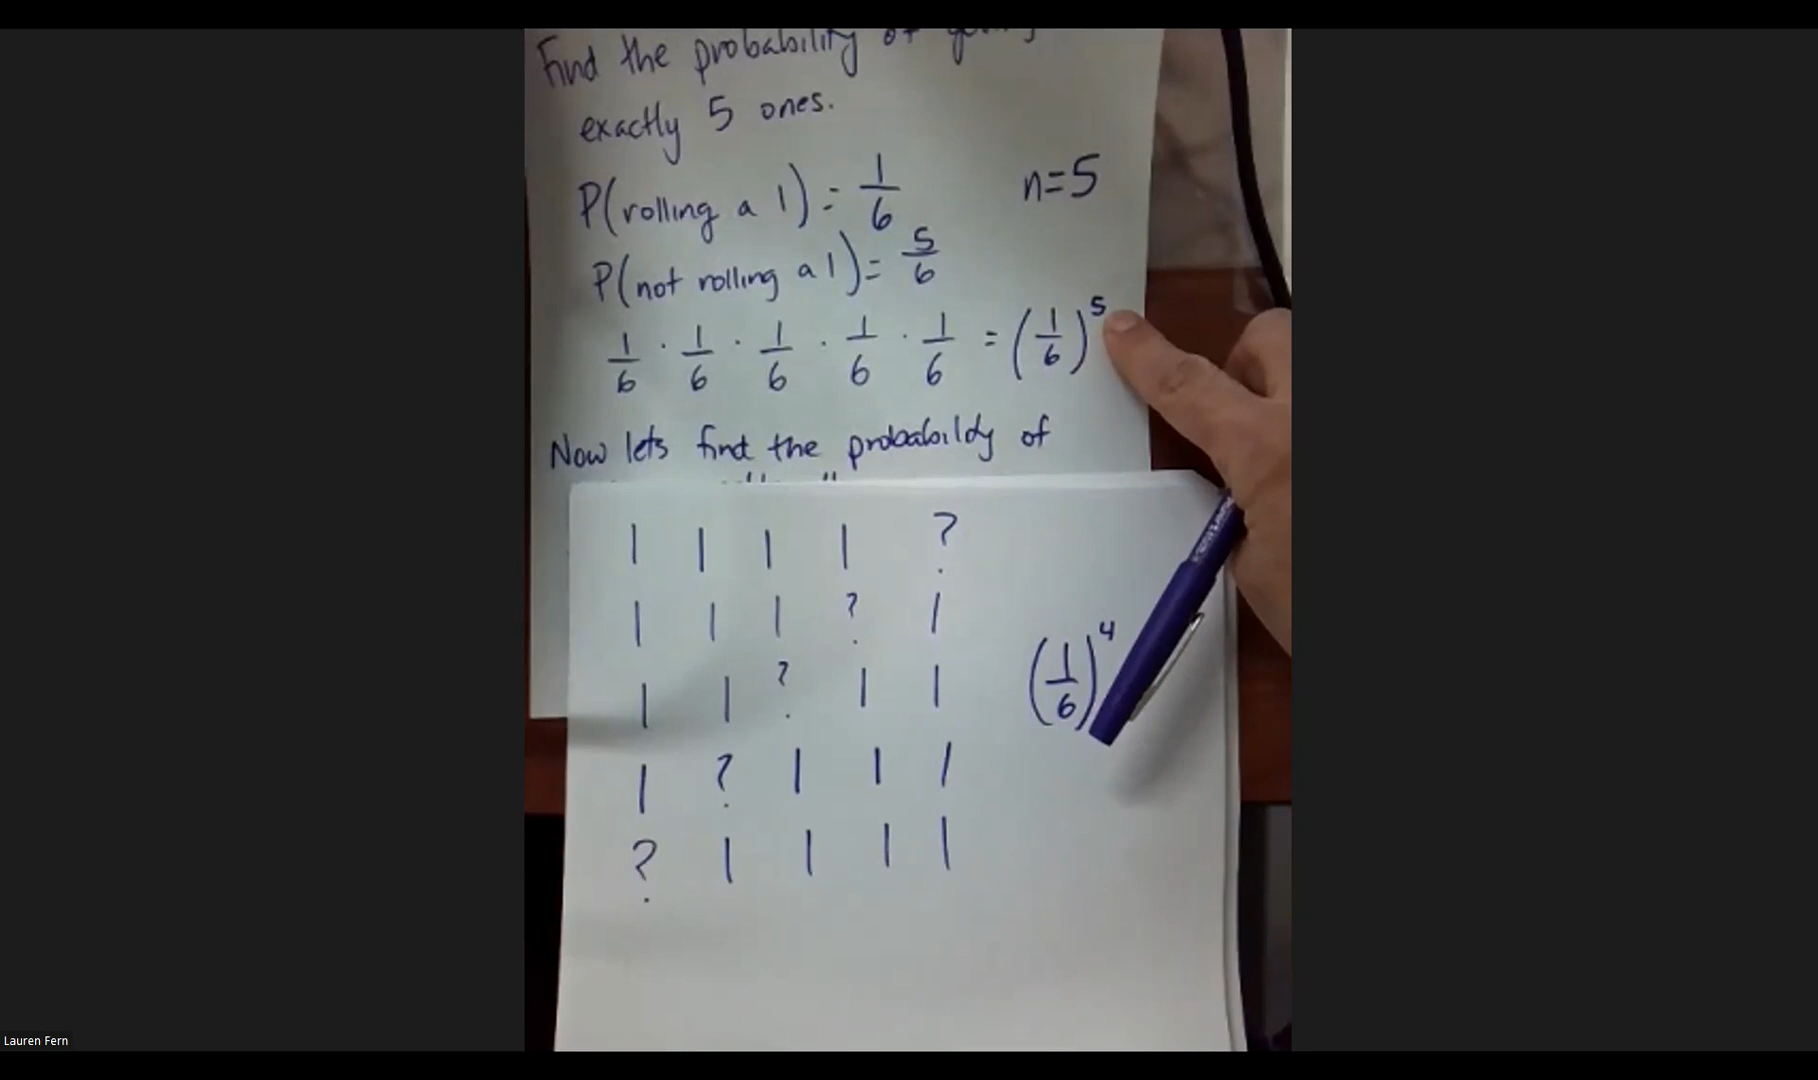 Find the probability of
exactly 5 ones.
P(rolling a 1) = 1/6 n=5
P(not rolling a 1) = 5/6
1/6 · 1/6 · 1/6 · 1/6 · 1/6 = (1/6)^5
Now lets find the probability of
1 1 1 1 ?
1 1 1 ? 1
1 1 ? 1 1 (1/6)^4
1 ? 1 1 1
? 1 1 1 1
Lauren Fern